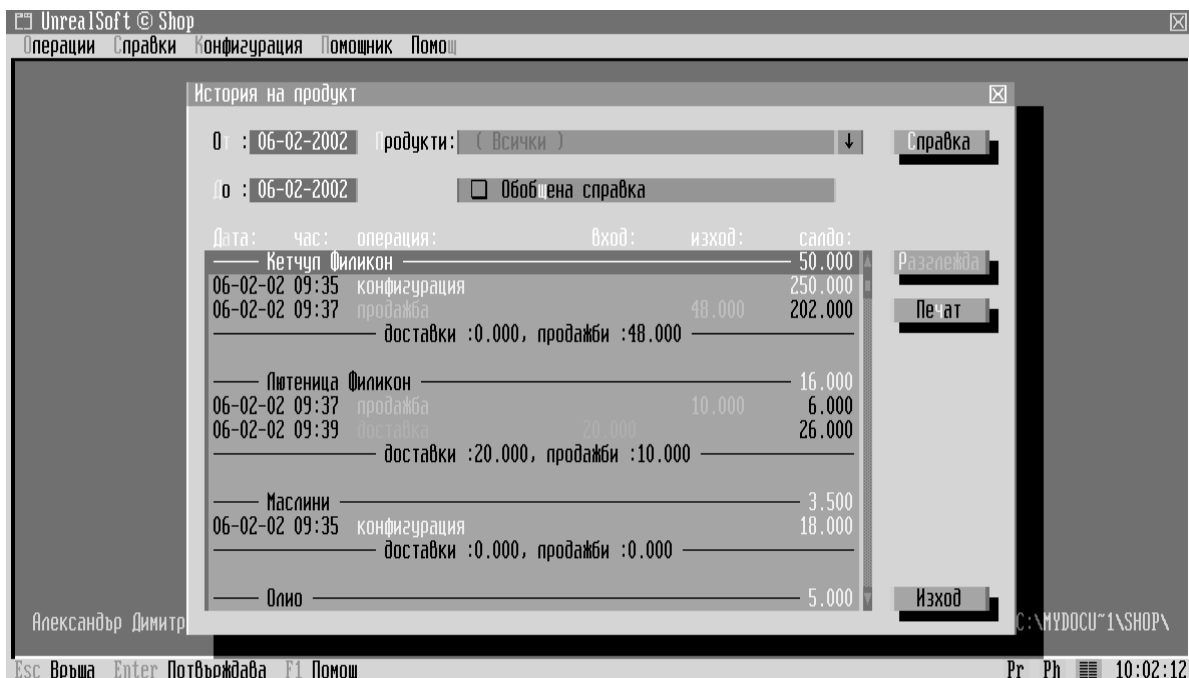 UnrealSoft © Shop
Операции Справки Конфигурация Помощник Помощ
История на продукт
От : 06-02-2002 Продукти: ( Всички ) Справка
До : 06-02-2002 Обобщена справка
Дата: час: операция: вход: изход: салдо:
Кетчуп Филикон 50.000 Разглежда
06-02-02 09:35 конфигурация 250.000
06-02-02 09:37 продажба 48.000 202.000 Печат
доставки :0.000, продажби :48.000
Лютеница Филикон 16.000
06-02-02 09:37 продажба 10.000 6.000
06-02-02 09:39 доставка 20.000 26.000
доставки :20.000, продажби :10.000
Маслини 3.500
06-02-02 09:35 конфигурация 18.000
доставки :0.000, продажби :0.000
Олио 5.000 Изход
Александър Димитр C:\MYDOCU~1\SHOP\
Esc Връща Enter Потвърждава F1 Помощ Pr Ph 10:02:12